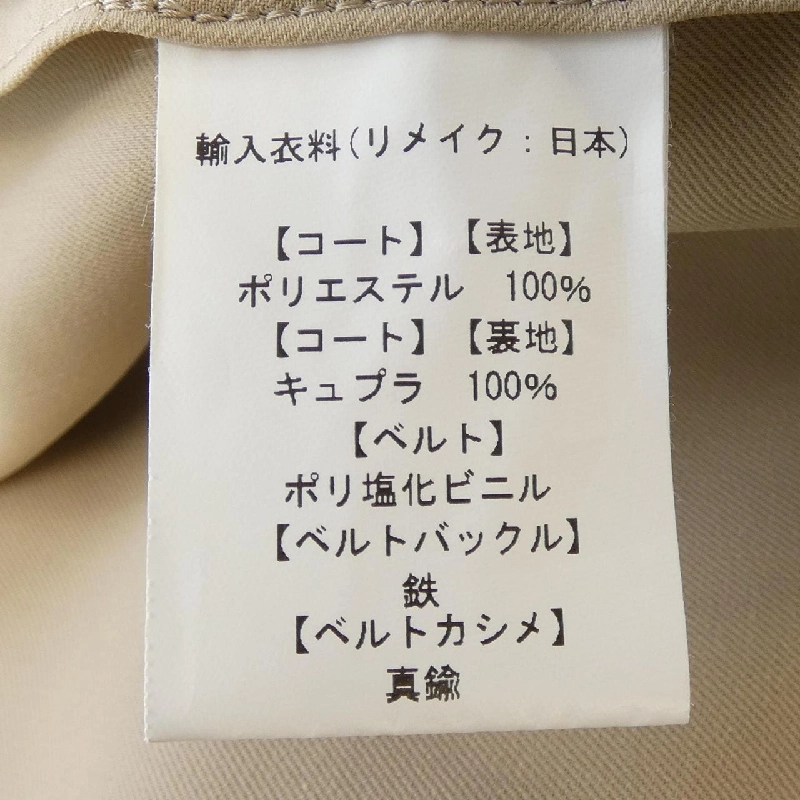 輸入衣料(リメイク：日本)
【コート】【表地】
ポリエステル　100%
【コート】【裏地】
キュプラ　100%
【ベルト】
ポリ塩化ビニル
【ベルトバックル】
鉄
【ベルトカシメ】
真鍮